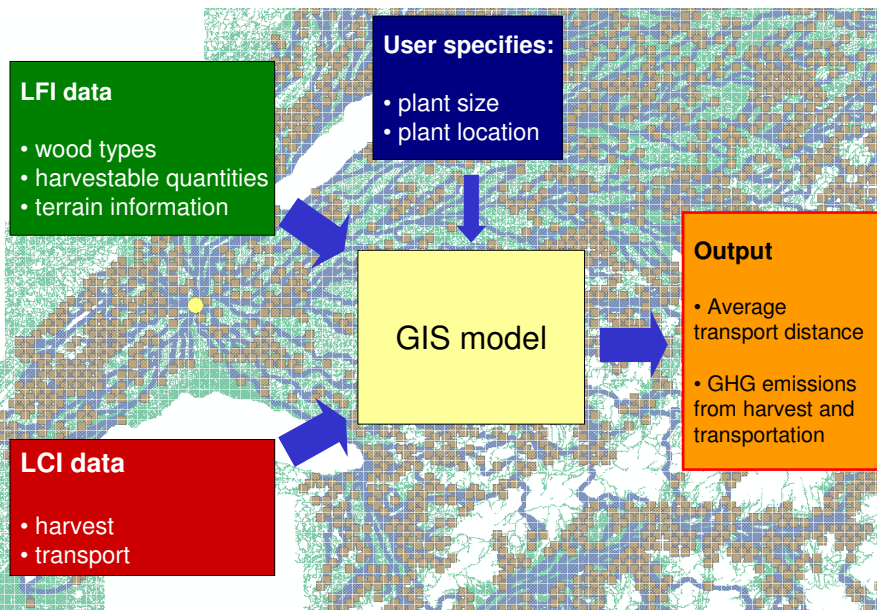 User specifies:
• plant size
• plant location
LFI data
• wood types
• harvestable quantities
• terrain information
GIS model
Output
• Average
transport distance
• GHG emissions
from harvest and
transportation
LCI data
• harvest
• transport